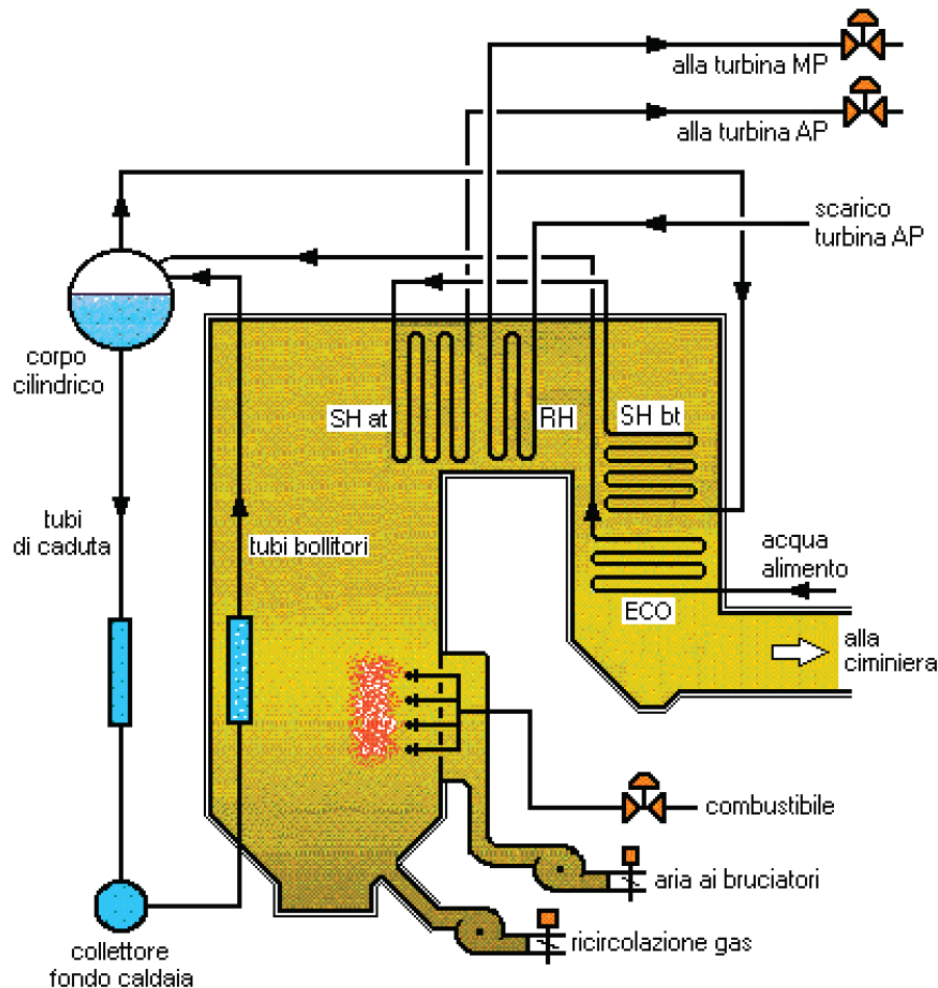 alla turbina MP
alla turbina AP
scarico
turbina AP
corpo
cilindrico
SH at
RH
SH bt
tubi
di caduta
tubi bollitori
acqua
alimento
ECO
alla
ciminiera
combustibile
aria ai bruciatori
ricircolazione gas
collettore
fondo caldaia